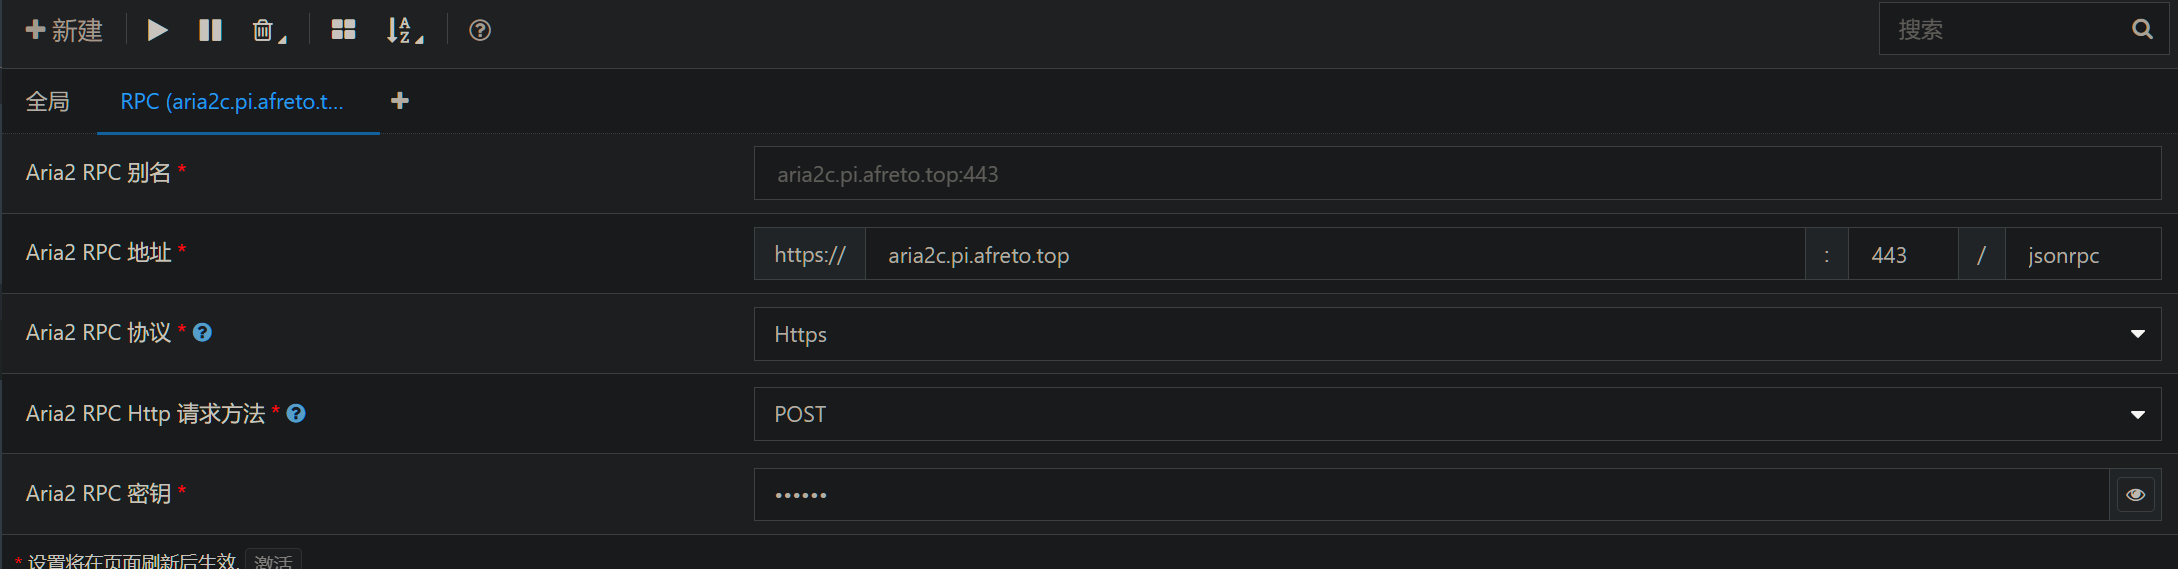 新建
搜索
全局 RPC (aria2c.pi.afreto.t...
Aria2 RPC 别名 * aria2c.pi.afreto.top:443
Aria2 RPC 地址 * https:// aria2c.pi.afreto.top : 443 / jsonrpc
Aria2 RPC 协议 * Https
Aria2 RPC Http 请求方法 * POST
Aria2 RPC 密钥 * ••••••
* 设置将在页面刷新后生效. 激活